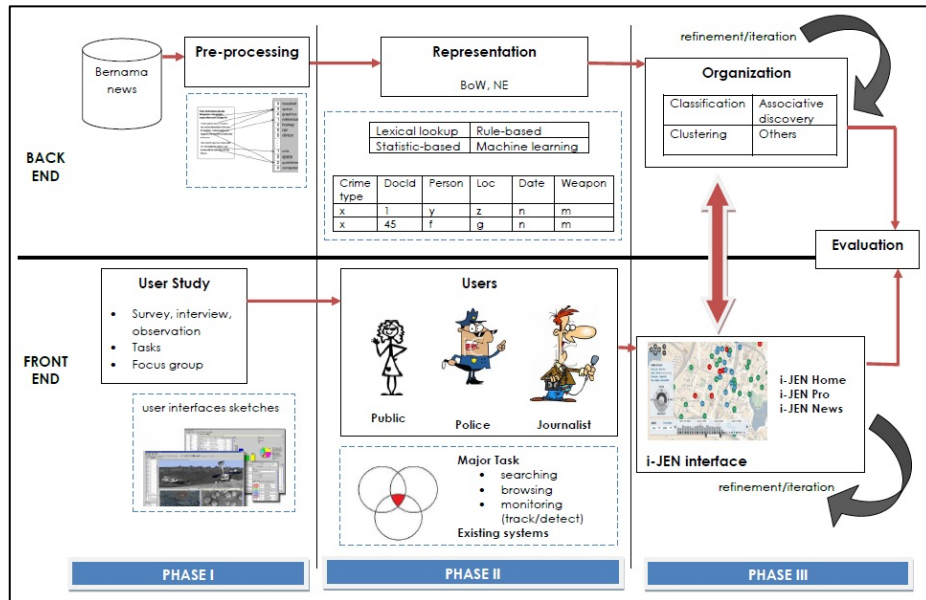 Bernama
news
Pre-processing
Representation
BoW, NE
refinement/iteration
Organization
Classification Associative
discovery
Clustering Others
Lexical lookup Rule-based
Statistic-based Machine learning
Crime
type DocId Person Loc Date Weapon
x 1 y z n m
x 45 f g n m
BACK
END
Evaluation
FRONT
END
User Study
• Survey, interview,
observation
• Tasks
• Focus group
user interfaces sketches
Users
Public
Police
Journalist
Major Task
• searching
• browsing
• monitoring
(track/detect)
Existing systems
i-JEN Home
i-JEN Pro
i-JEN News
i-JEN interface
refinement/iteration
PHASE I
PHASE II
PHASE III